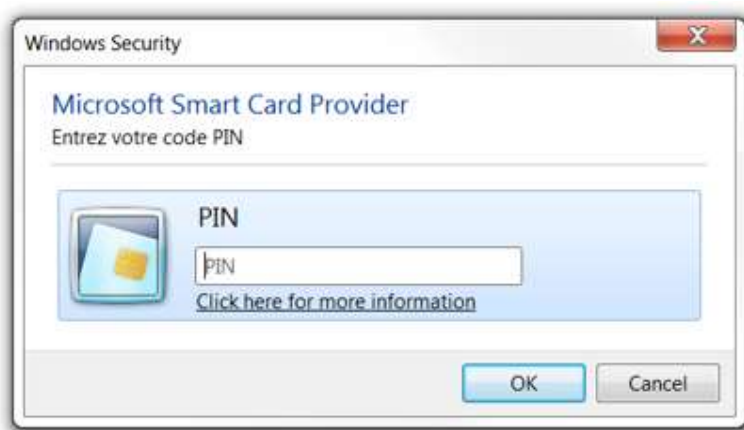 Windows Security
Microsoft Smart Card Provider
Entrez votre code PIN
PIN
PIN
Click here for more information
OK
Cancel